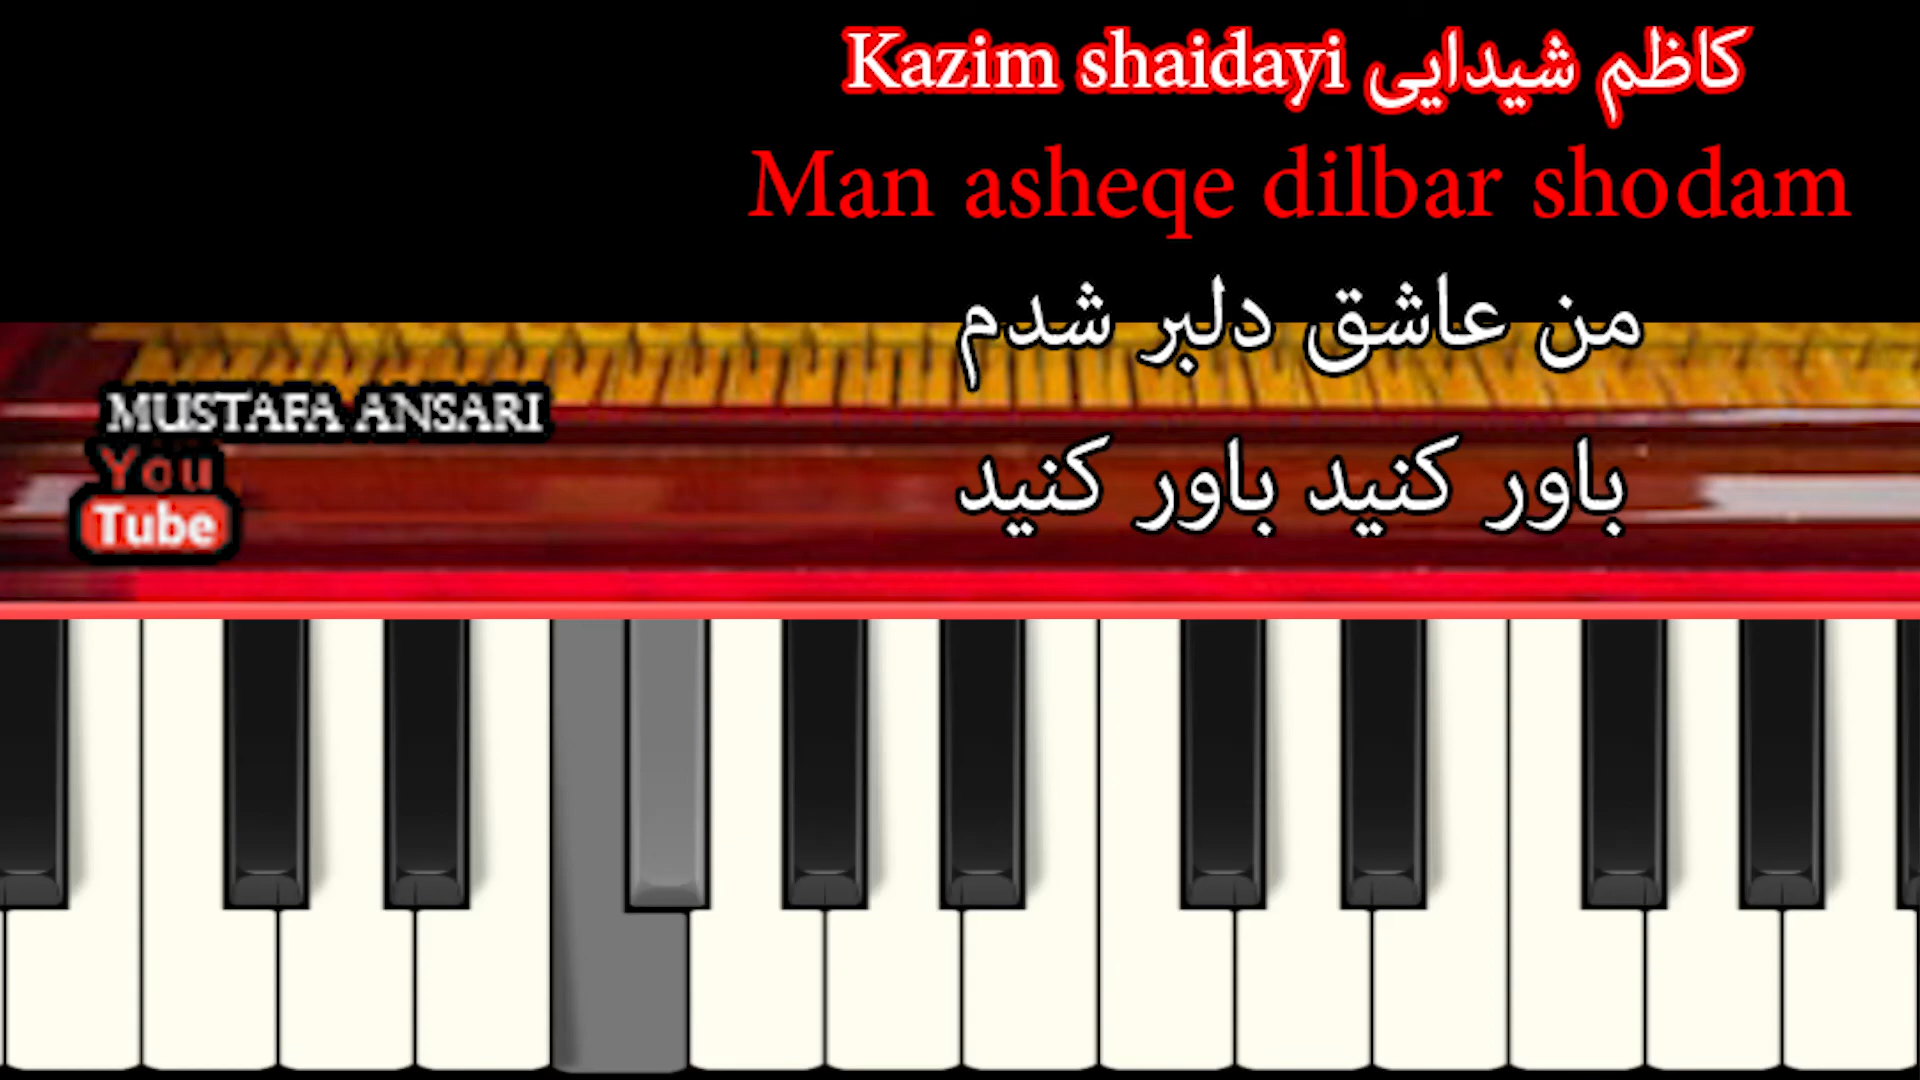 Kazim shaidayi کاظم شیدایی
Man asheqe dilbar shodam
من عاشق دلبر شدم
MUSTAFA ANSARI
You
Tube
باور کنید باور کنید